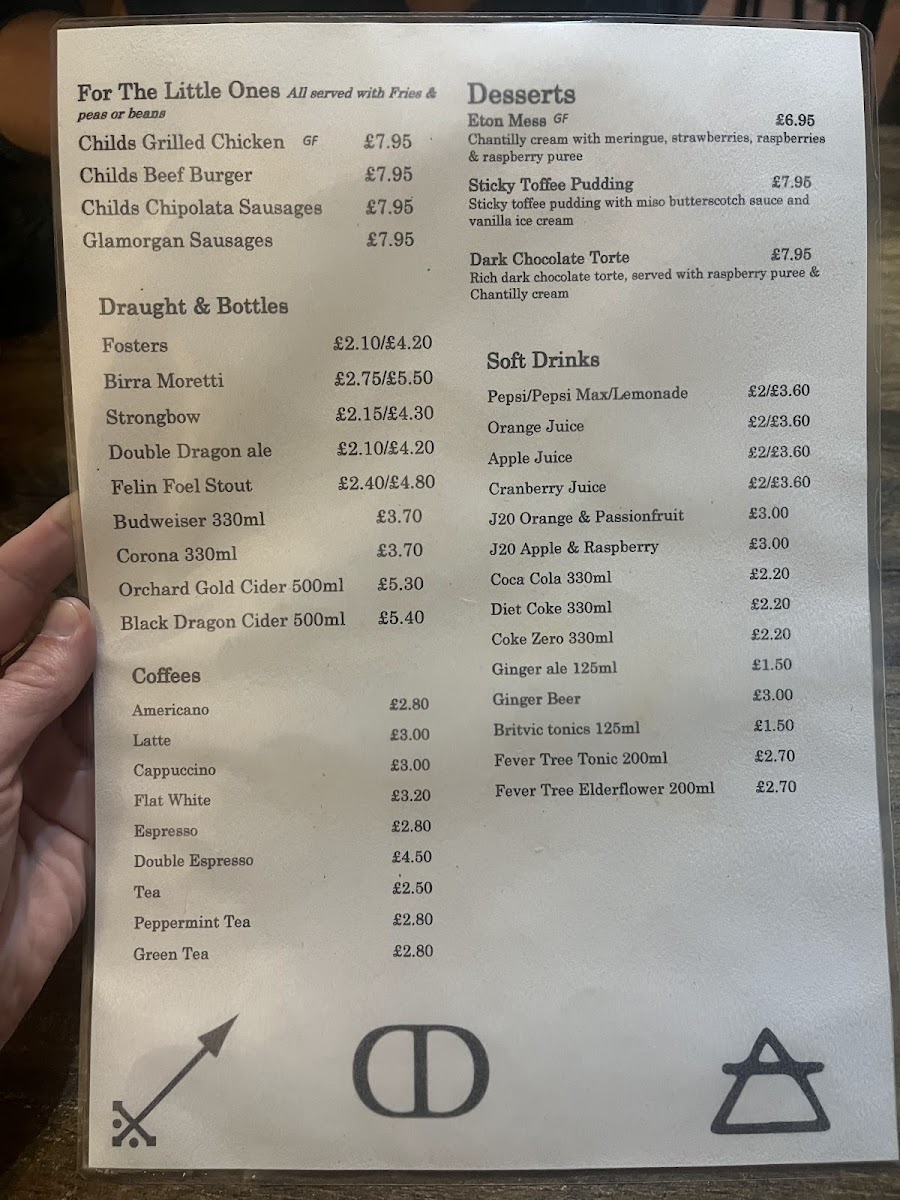 For The Little Ones All served with Fries &
peas or beans
Childs Grilled Chicken GF £7.95
Childs Beef Burger £7.95
Childs Chipolata Sausages £7.95
Glamorgan Sausages £7.95
Draught & Bottles
Fosters £2.10/£4.20
Birra Moretti £2.75/£5.50
Strongbow £2.15/£4.30
Double Dragon ale £2.10/£4.20
Felin Foel Stout £2.40/£4.80
Budweiser 330ml £3.70
Corona 330ml £3.70
Orchard Gold Cider 500ml £5.30
Black Dragon Cider 500ml £5.40
Coffees
Americano £2.80
Latte £3.00
Cappuccino £3.00
Flat White £3.20
Espresso £2.80
Double Espresso £4.50
Tea £2.50
Peppermint Tea £2.80
Green Tea £2.80
Desserts
Eton Mess GF £6.95
Chantilly cream with meringue, strawberries, raspberries
& raspberry puree
Sticky Toffee Pudding £7.95
Sticky toffee pudding with miso butterscotch sauce and
vanilla ice cream
Dark Chocolate Torte £7.95
Rich dark chocolate torte, served with raspberry puree &
Chantilly cream
Soft Drinks
Pepsi/Pepsi Max/Lemonade £2/£3.60
Orange Juice £2/£3.60
Apple Juice £2/£3.60
Cranberry Juice £2/£3.60
J20 Orange & Passionfruit £3.00
J20 Apple & Raspberry £3.00
Coca Cola 330ml £2.20
Diet Coke 330ml £2.20
Coke Zero 330ml £2.20
Ginger ale 125ml £1.50
Ginger Beer £3.00
Britvic tonics 125ml £1.50
Fever Tree Tonic 200ml £2.70
Fever Tree Elderflower 200ml £2.70